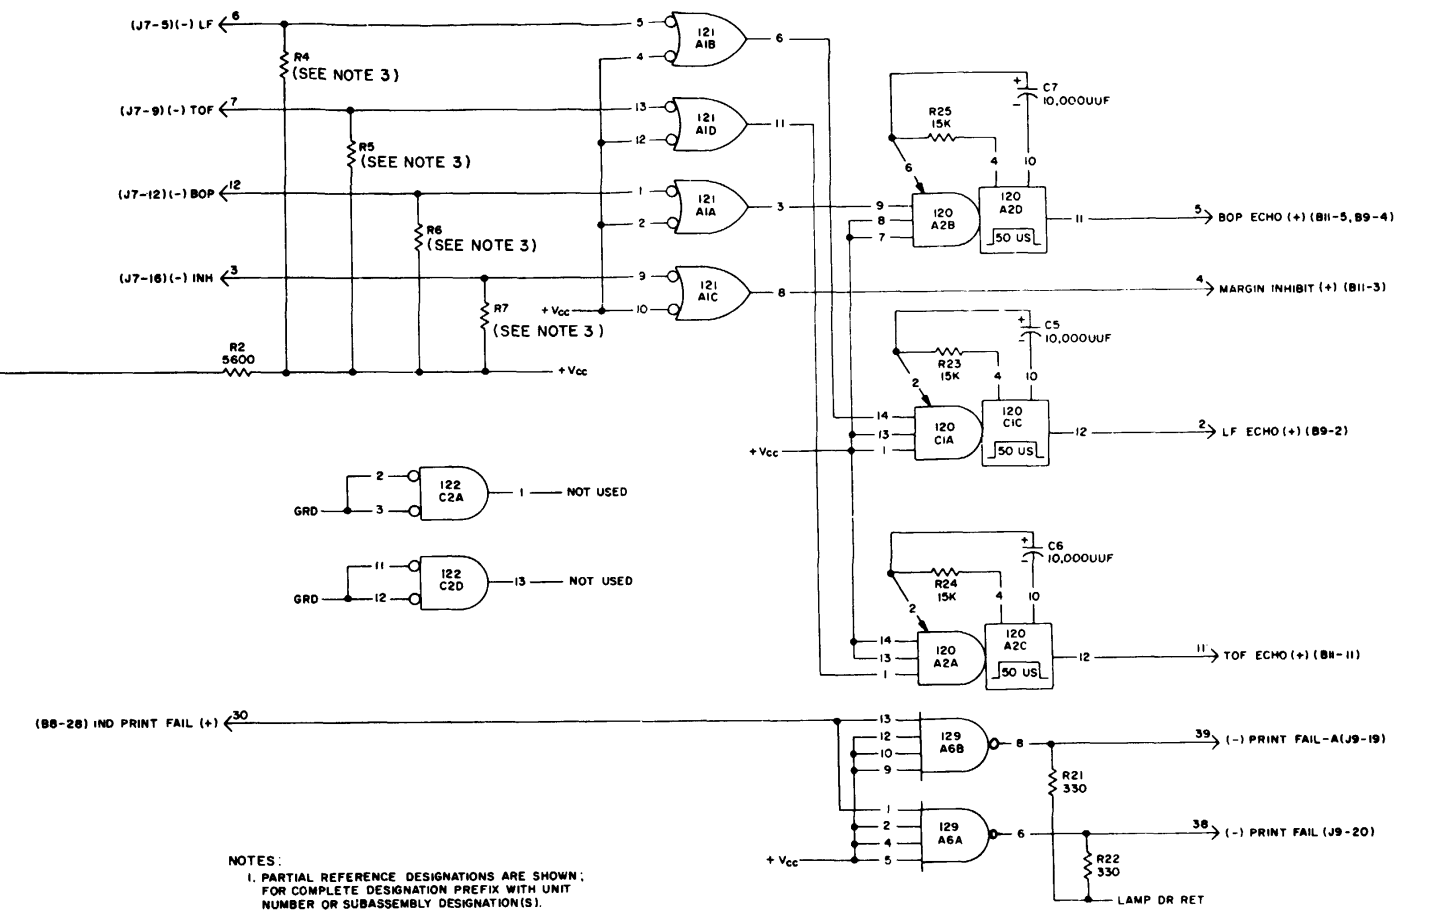 (J7-5)(-) LF 6
R4
(SEE NOTE 3)
5
4
121
A1B
6
(J7-9)(-) TOF 7
R5
(SEE NOTE 3)
13
12
121
A1D
11
(J7-12)(-) BOP 12
R6
(SEE NOTE 3)
1
2
121
A1A
3
(J7-16)(-) INH 3
R7
(SEE NOTE 3)
9
+Vcc
10
121
A1C
8
R2
5600
+Vcc
R25
15K
+
-
C7
10,000UUF
4
10
6
9
8
7
120
A2B
120
A2D
50 US
11
5
BOP ECHO (+) (B11-5, B9-4)
4
MARGIN INHIBIT (+) (B11-3)
+
-
C5
10,000UUF
R23
15K
4
10
2
14
13
1
+Vcc
120
C1A
120
C1C
50 US
12
2
LF ECHO (+) (B9-2)
GRD
2
3
122
C2A
1
NOT USED
GRD
11
12
122
C2D
13
NOT USED
+
-
C6
10,000UUF
R24
15K
4
10
2
14
13
1
120
A2A
120
A2C
50 US
12
11
TOF ECHO (+) (B11-11)
(B8-28) IND PRINT FAIL (+) 30
13
12
10
9
129
A6B
8
39
(-) PRINT FAIL-A (J9-19)
R21
330
1
2
4
5
+Vcc
129
A6A
6
38
(-) PRINT FAIL (J9-20)
R22
330
LAMP DR RET
NOTES:
1. PARTIAL REFERENCE DESIGNATIONS ARE SHOWN;
FOR COMPLETE DESIGNATION PREFIX WITH UNIT
NUMBER OR SUBASSEMBLY DESIGNATION(S).